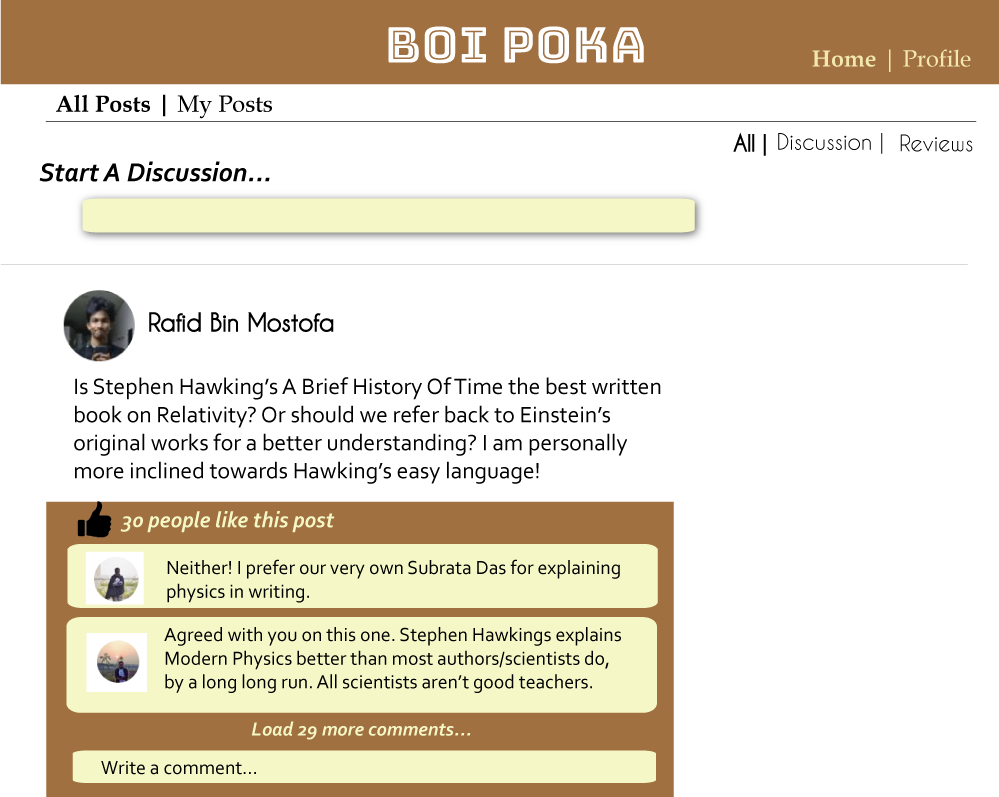 BOI POKA
Home | Profile
All Posts | My Posts
All | Discussion | Reviews
Start A Discussion...
Rafid Bin Mostofa
Is Stephen Hawking's A Brief History Of Time the best written
book on Relativity? Or should we refer back to Einstein's
original works for a better understanding? I am personally
more inclined towards Hawking's easy language!
30 people like this post
Neither! I prefer our very own Subrata Das for explaining
physics in writing.
Agreed with you on this one. Stephen Hawkings explains
Modern Physics better than most authors/scientists do,
by a long long run. All scientists aren't good teachers.
Load 29 more comments...
Write a comment...